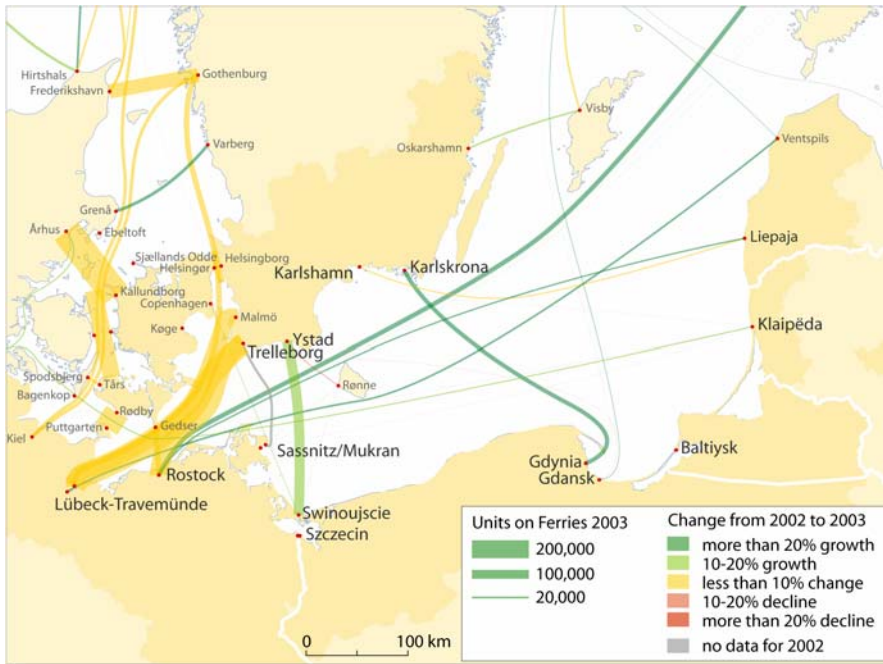 Hirtshals
Frederikshavn
Gothenburg
Visby
Varberg
Oskarshamn
Ventspils
Grenå
Århus
Ebeltoft
Liepaja
Sjællands Odde
Helsingør
Helsingborg
Karlshamn
Karlskrona
Kallundborg
Copenhagen
Malmö
Klaipëda
Køge
Ystad
Trelleborg
Spodsbjerg
Tårs
Rønne
Bagenkop
Rødby
Puttgarten
Gedser
Kiel
Sassnitz/Mukran
Baltiysk
Gdynia
Gdansk
Rostock
Lübeck-Travemünde
Swinoujscie
Szczecin
Units on Ferries 2003
200,000
100,000
20,000
Change from 2002 to 2003
more than 20% growth
10-20% growth
less than 10% change
10-20% decline
more than 20% decline
no data for 2002
0 100 km